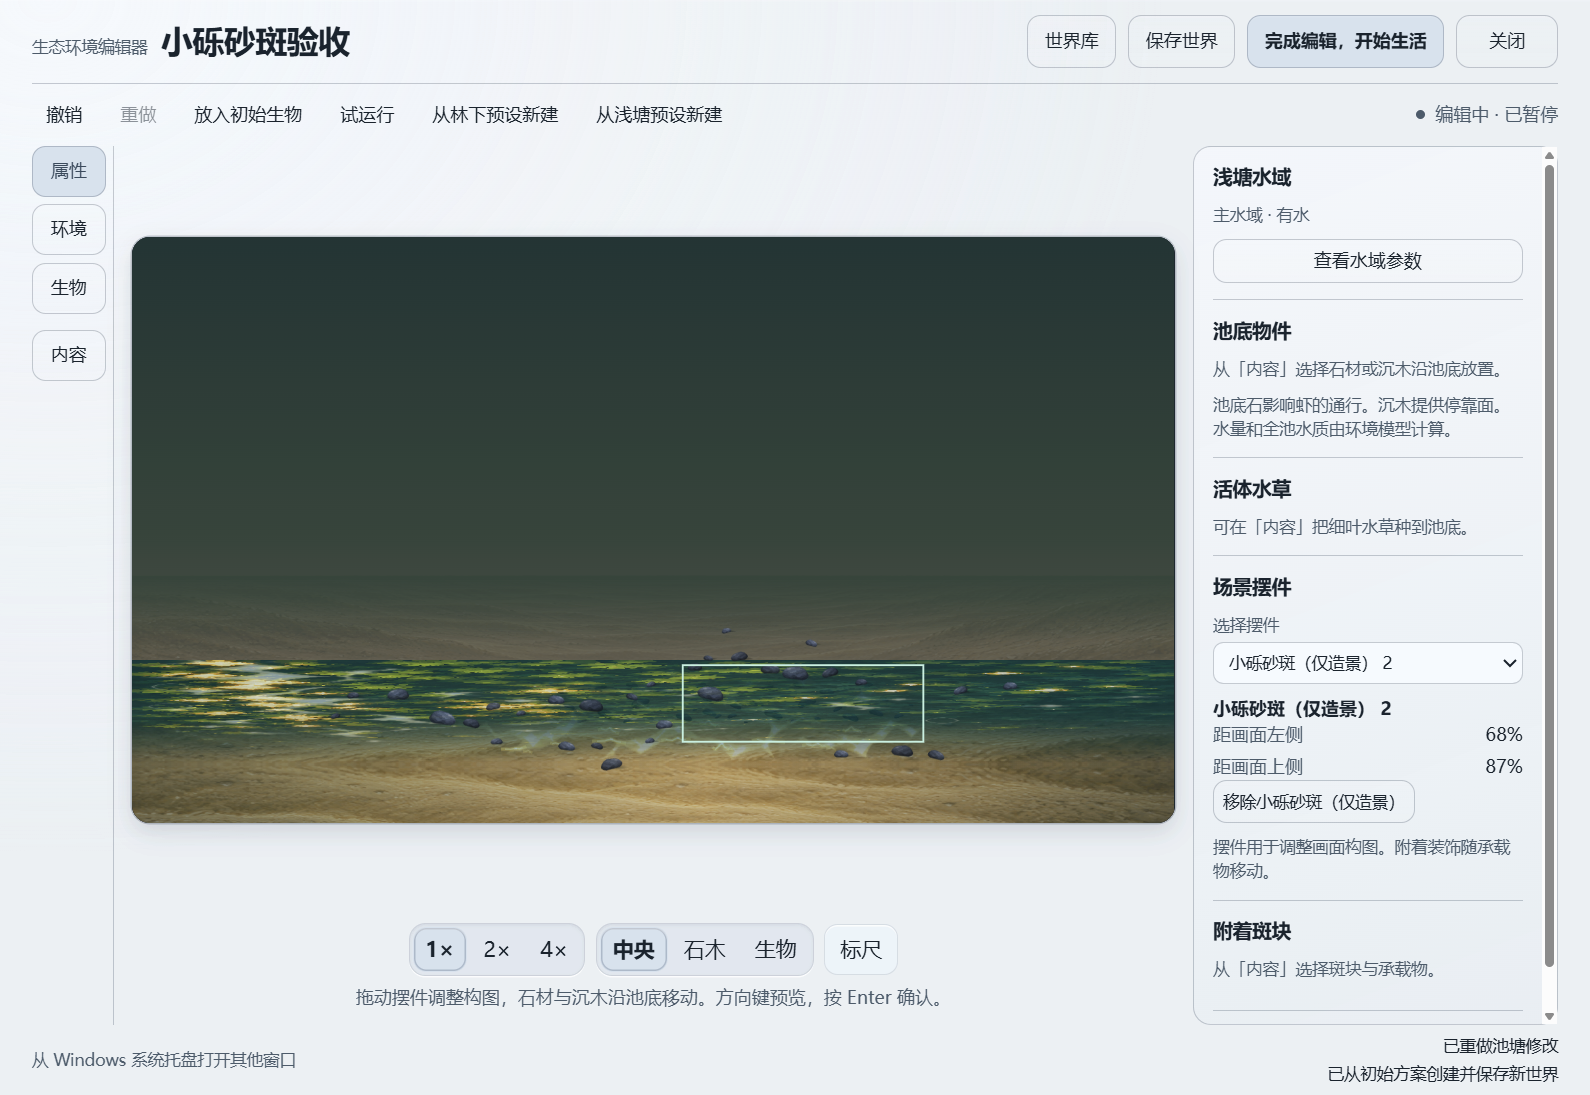 生态环境编辑器 小砾砂斑验收
世界库 保存世界 完成编辑，开始生活 关闭
撤销 重做 放入初始生物 试运行 从林下预设新建 从浅塘预设新建
编辑中 · 已暂停
属性
环境
生物
内容
浅塘水域
主水域 · 有水
查看水域参数
池底物件
从「内容」选择石材或沉木沿池底放置。
池底石影响虾的通行。沉木提供停靠面。
水量和全池水质由环境模型计算。
活体水草
可在「内容」把细叶水草种到池底。
场景摆件
选择摆件
小砾砂斑（仅造景） 2
小砾砂斑（仅造景） 2
距画面左侧 68%
距画面上侧 87%
移除小砾砂斑（仅造景）
摆件用于调整画面构图。附着装饰随承载
物移动。
附着斑块
从「内容」选择斑块与承载物。
1× 2× 4× 中央 石木 生物 标尺
拖动摆件调整构图，石材与沉木沿池底移动。方向键预览，按 Enter 确认。
从 Windows 系统托盘打开其他窗口
已重做池塘修改
已从初始方案创建并保存新世界